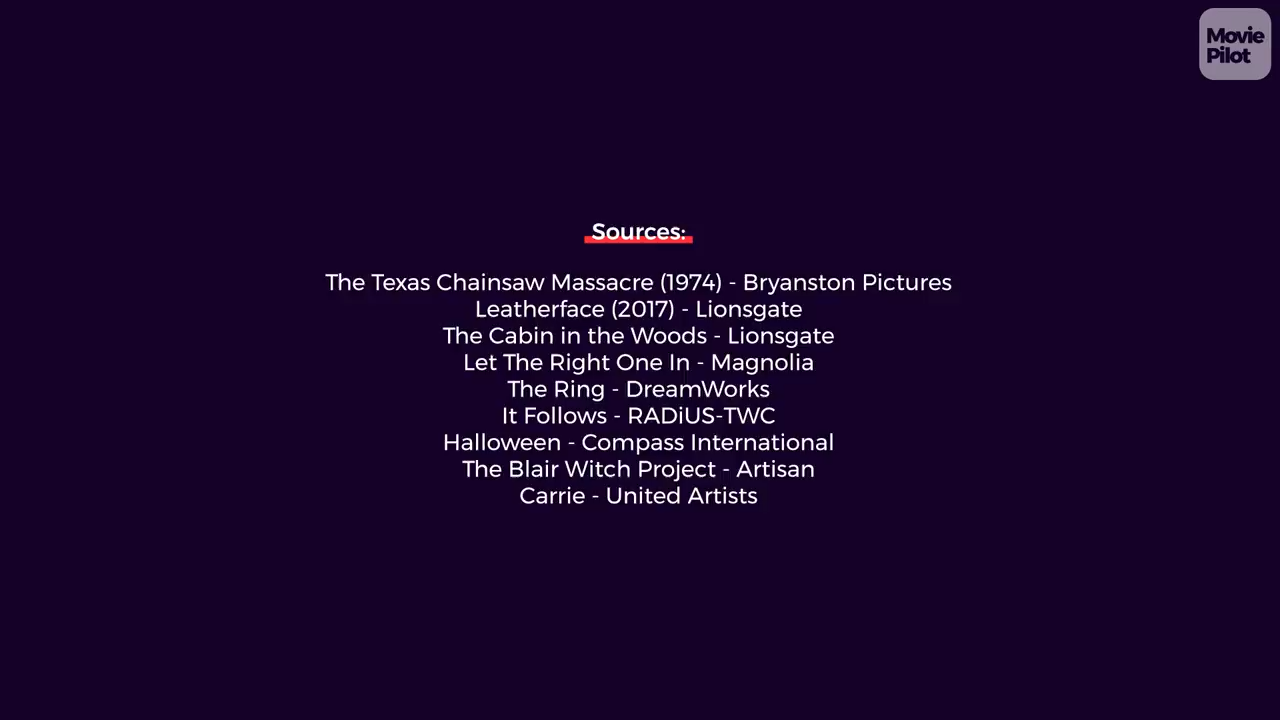 Movie
Pilot
Sources:
The Texas Chainsaw Massacre (1974) - Bryanston Pictures
Leatherface (2017) - Lionsgate
The Cabin in the Woods - Lionsgate
Let The Right One In - Magnolia
The Ring - DreamWorks
It Follows - RADiUS-TWC
Halloween - Compass International
The Blair Witch Project - Artisan
Carrie - United Artists